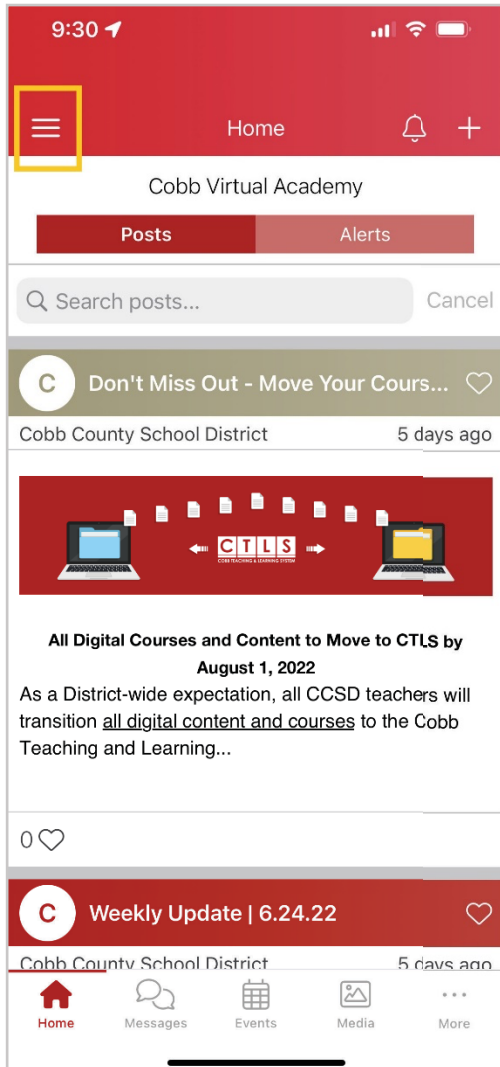 9:30
Home
Cobb Virtual Academy
Posts
Alerts
Search posts...
Cancel
C
Don't Miss Out - Move Your Cours...
Cobb County School District
5 days ago
CTLS
COBB TEACHING & LEARNING SYSTEM
All Digital Courses and Content to Move to CTLS by
August 1, 2022
As a District-wide expectation, all CCSD teachers will
transition all digital content and courses to the Cobb
Teaching and Learning...
0
C
Weekly Update | 6.24.22
Cobb County School District
5 days ago
Home
Messages
Events
Media
More